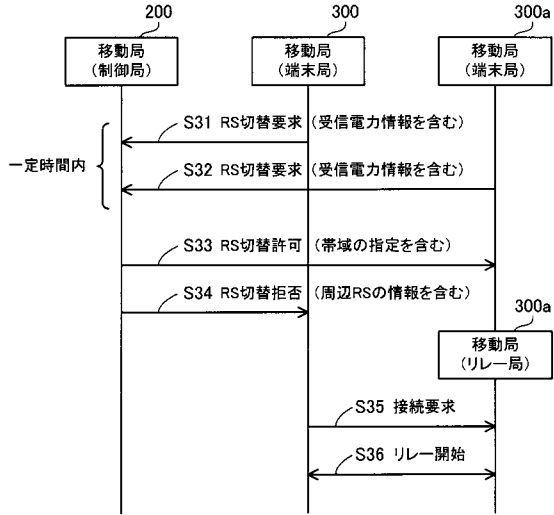 200
300
300a
移動局
(制御局)
移動局
(端末局)
移動局
(端末局)
S31 RS切替要求 (受信電力情報を含む)
一定時間内
S32 RS切替要求 (受信電力情報を含む)
S33 RS切替許可 (帯域の指定を含む)
S34 RS切替拒否 (周辺RSの情報を含む)
300a
移動局
(リレー局)
S35 接続要求
S36 リレー開始